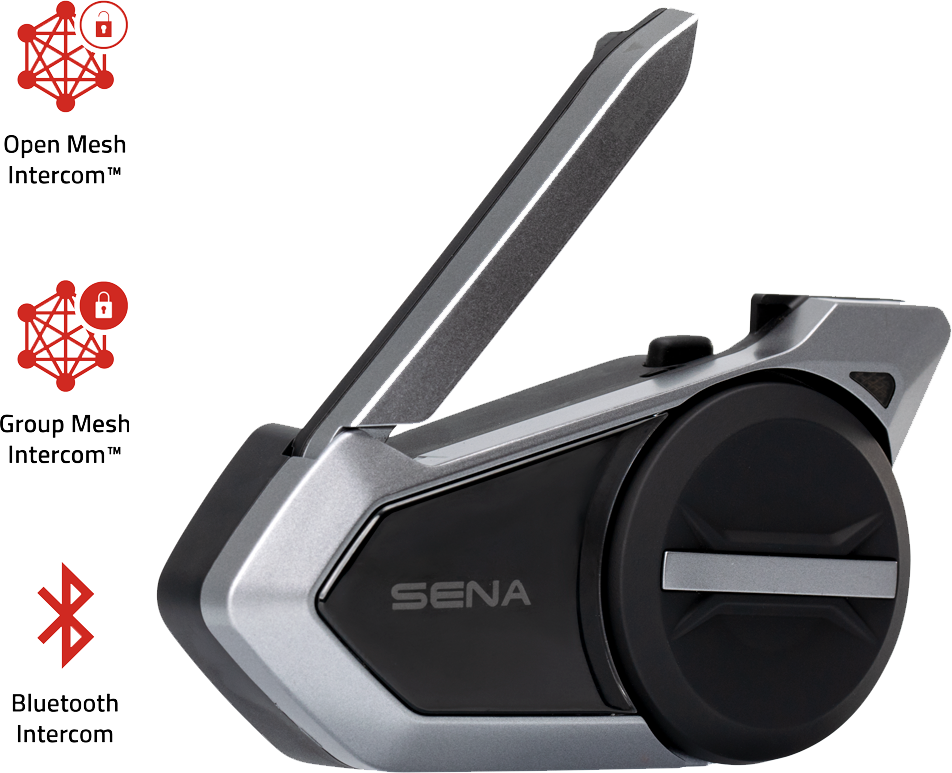 Open Mesh
Intercom™
Group Mesh
Intercom™
Bluetooth
Intercom
SENA